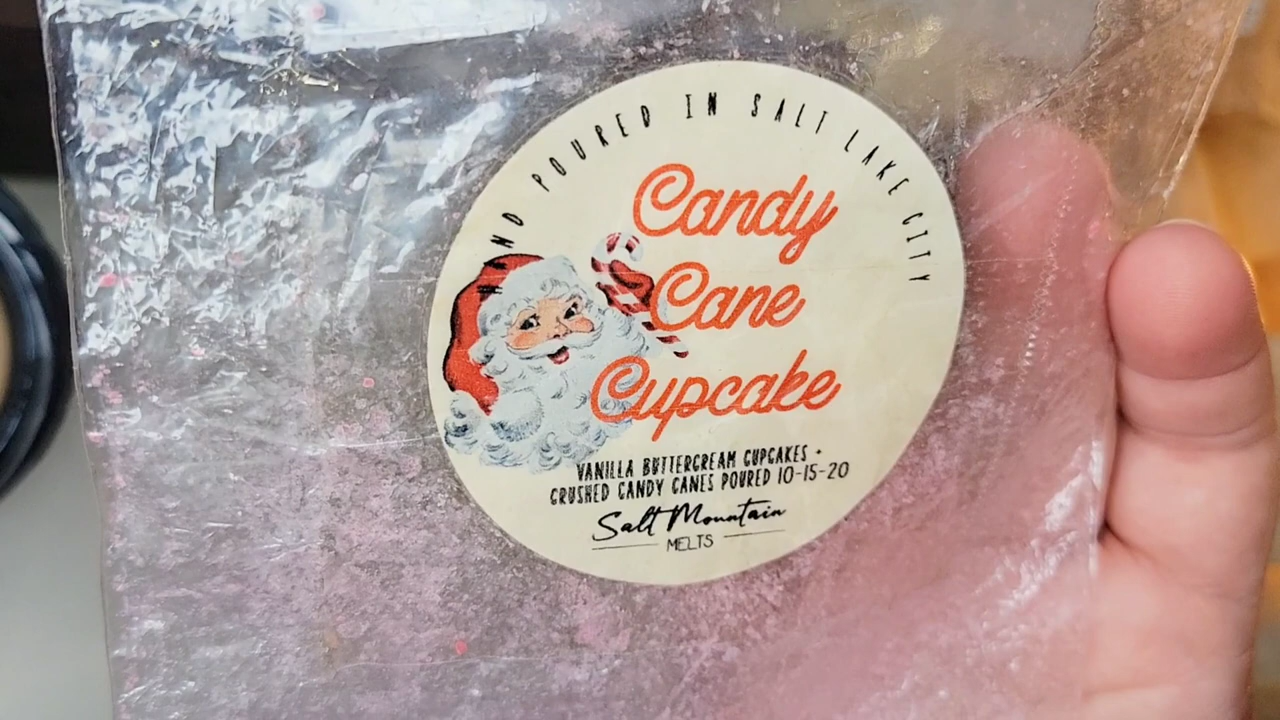 ND POURED IN SALT LAKE CITY
Candy
Cane
Cupcake
VANILLA BUTTERCREAM CUPCAKES +
CRUSHED CANDY CANES POURED 10-15-20
Salt Mountain
MELTS